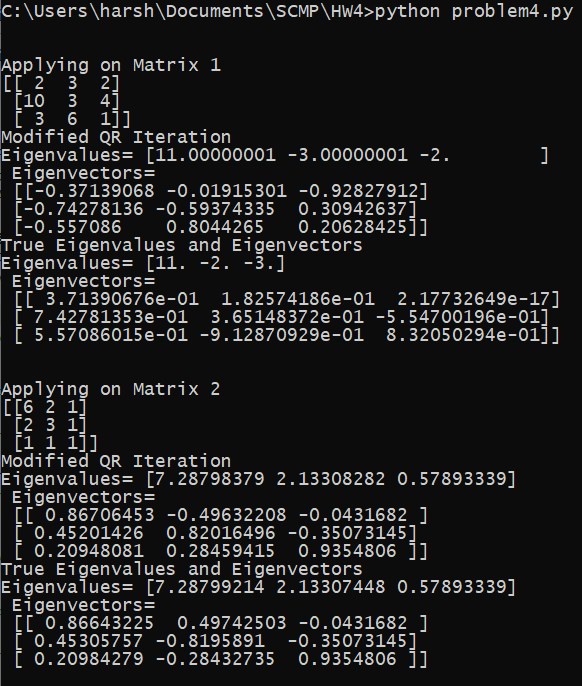 C:\Users\harsh\Documents\SCMP\HW4>python problem4.py
Applying on Matrix 1
[[ 2  3  2]
 [10  3  4]
 [ 3  6  1]]
Modified QR Iteration
Eigenvalues= [11.00000001 -3.00000001 -2.        ]
 Eigenvectors=
 [[-0.37139068 -0.01915301 -0.92827912]
 [-0.74278136 -0.59374335  0.30942637]
 [-0.557086    0.8044265   0.20628425]]
True Eigenvalues and Eigenvectors
Eigenvalues= [11. -2. -3.]
 Eigenvectors=
 [[ 3.71390676e-01  1.82574186e-01  2.17732649e-17]
 [ 7.42781353e-01  3.65148372e-01 -5.54700196e-01]
 [ 5.57086015e-01 -9.12870929e-01  8.32050294e-01]]
Applying on Matrix 2
[[6 2 1]
 [2 3 1]
 [1 1 1]]
Modified QR Iteration
Eigenvalues= [7.28798379 2.13308282 0.57893339]
 Eigenvectors=
 [[ 0.86706453 -0.49632208 -0.0431682 ]
 [ 0.45201426  0.82016496 -0.35073145]
 [ 0.20948081  0.28459415  0.9354806 ]]
True Eigenvalues and Eigenvectors
Eigenvalues= [7.28799214 2.13307448 0.57893339]
 Eigenvectors=
 [[ 0.86643225  0.49742503 -0.0431682 ]
 [ 0.45305757 -0.8195891  -0.35073145]
 [ 0.20984279 -0.28432735  0.9354806 ]]